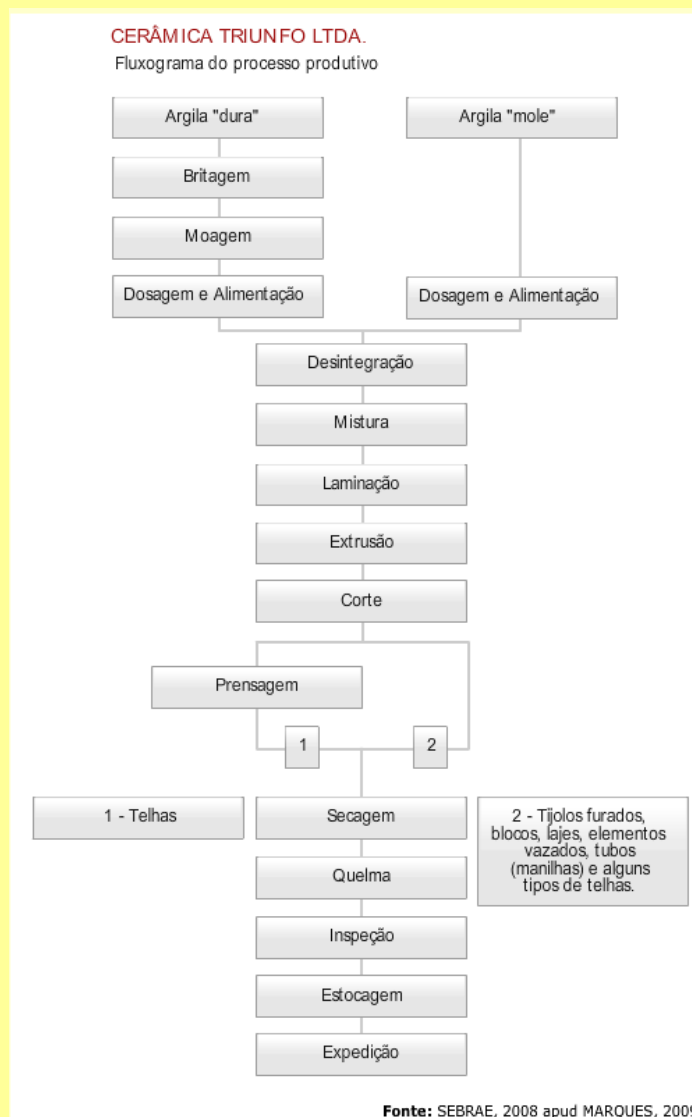 CERÂMICA TRIUNFO LTDA.
Fluxograma do processo produtivo
Argila "dura"
Argila "mole"
Britagem
Moagem
Dosagem e Alimentação
Dosagem e Alimentação
Desintegração
Mistura
Laminação
Extrusão
Corte
Prensagem
1
2
1 - Telhas
Secagem
2 - Tijolos furados,
blocos, lajes, elementos
vazados, tubos
(manilhas) e alguns
tipos de telhas.
Quelma
Inspeção
Estocagem
Expedição
Fonte: SEBRAE, 2008 apud MARQUES, 2009